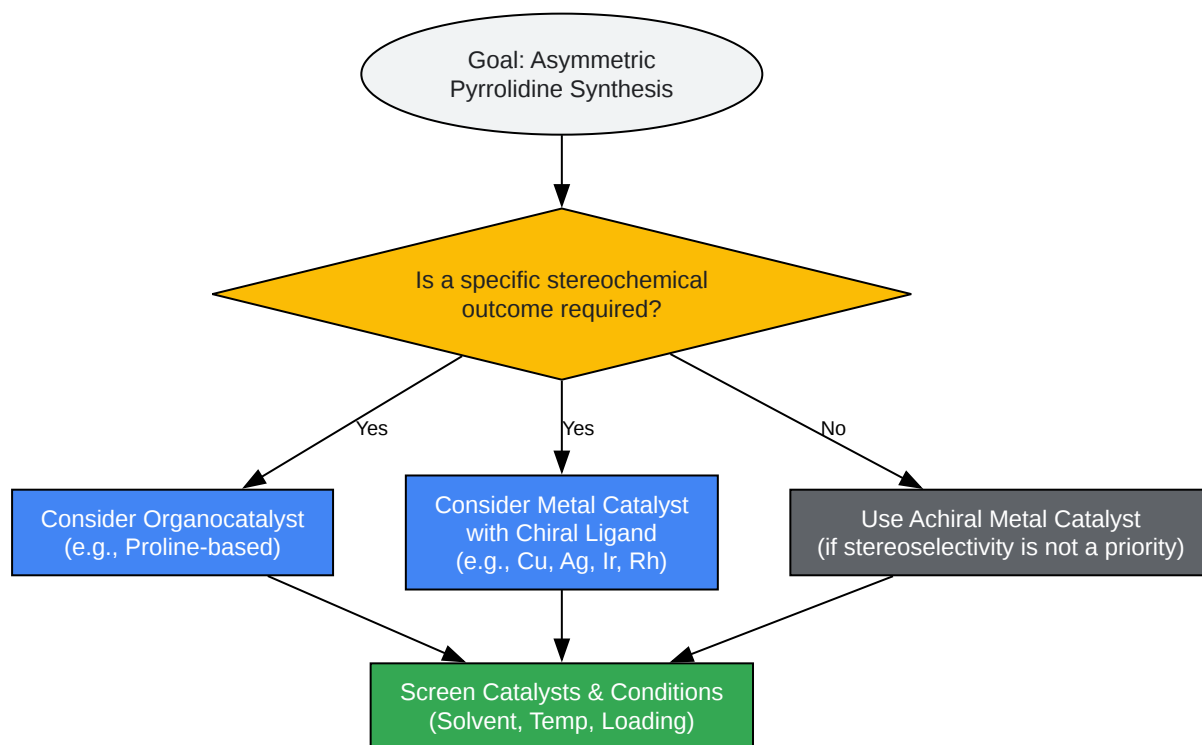 Goal: Asymmetric
Pyrrolidine Synthesis
Is a specific stereochemical
outcome required?
Yes
Yes
No
Consider Organocatalyst
(e.g., Proline-based)
Consider Metal Catalyst
with Chiral Ligand
(e.g., Cu, Ag, Ir, Rh)
Use Achiral Metal Catalyst
(if stereoselectivity is not a priority)
Screen Catalysts & Conditions
(Solvent, Temp, Loading)